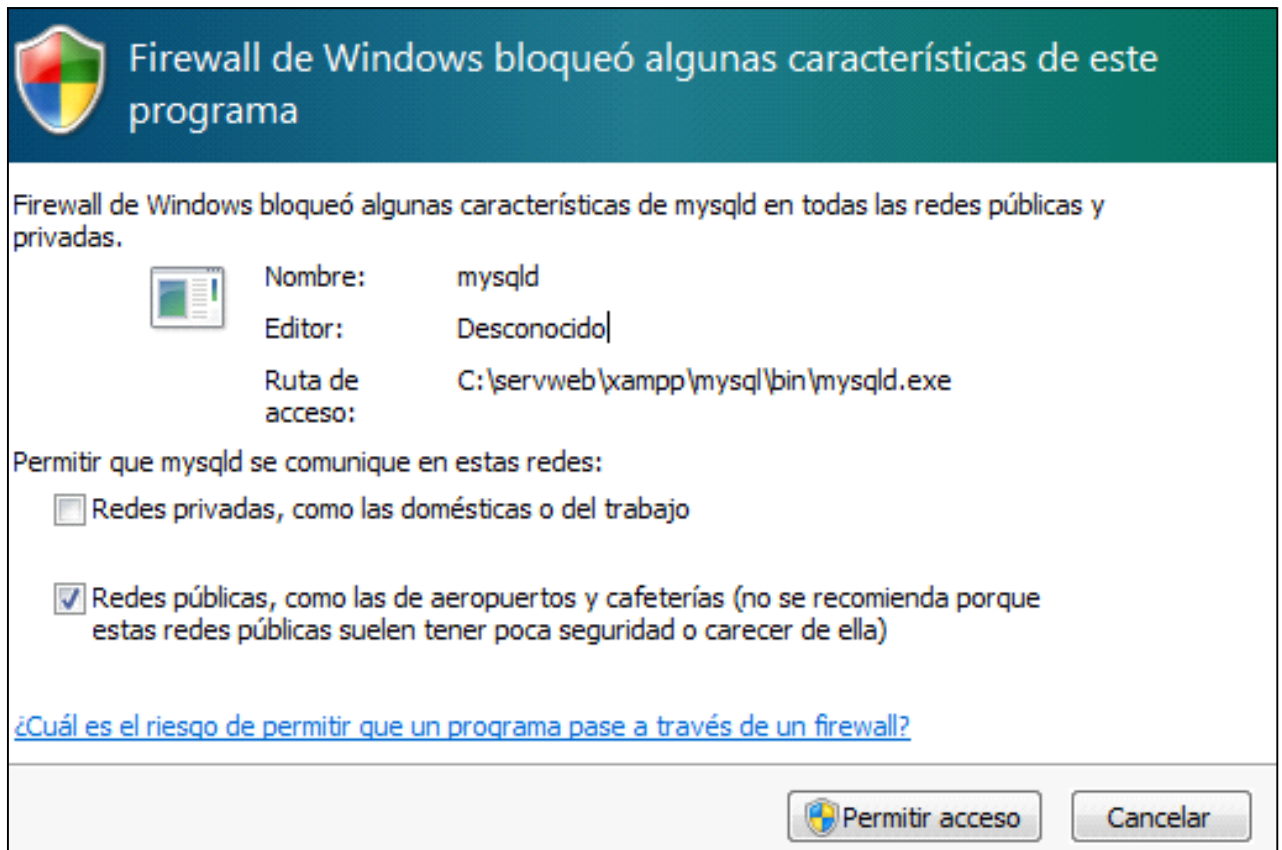 Firewall de Windows bloqueó algunas características de este
programa
Firewall de Windows bloqueó algunas características de mysqld en todas las redes públicas y
privadas.
Nombre: mysqld
Editor: Desconocido
Ruta de acceso: C:\servweb\xampp\mysql\bin\mysqld.exe
Permitir que mysqld se comunique en estas redes:
Redes privadas, como las domésticas o del trabajo
Redes públicas, como las de aeropuertos y cafeterías (no se recomienda porque
estas redes públicas suelen tener poca seguridad o carecer de ella)
¿Cuál es el riesgo de permitir que un programa pase a través de un firewall?
Permitir acceso Cancelar